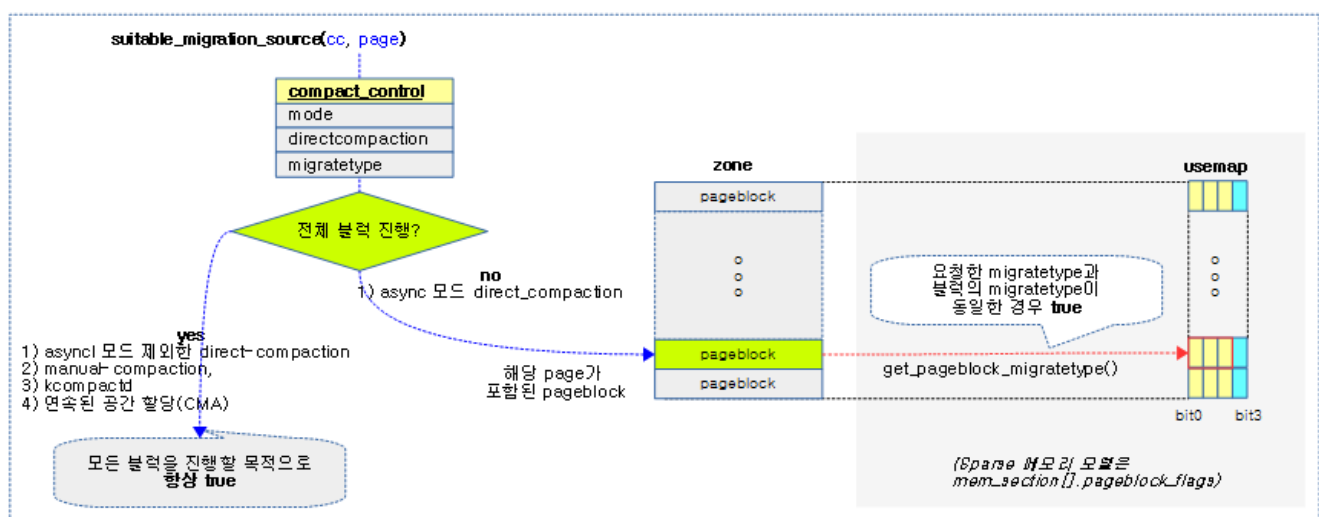 suitable_migration_source(cc, page)
compact_control
mode
directcompaction
migratetype
전체 블럭 진행?
no
1) async 모드 direct_compaction
yes
1) asyncl 모드 제외한 direct-compaction
2) manual-compaction,
3) kcompactd
4) 연속된 공간 할당(CMA)
모든 블럭을 진행할 목적으로
항상 true
해당 page가
포함된 pageblock
zone
pageblock
pageblock
pageblock
요청한 migratetype과
블럭의 migratetype이
동일한 경우 true
get_pageblock_migratetype()
usemap
bit0
bit3
(Sparse 메모리 모델은
mem_section[].pageblock_flags)